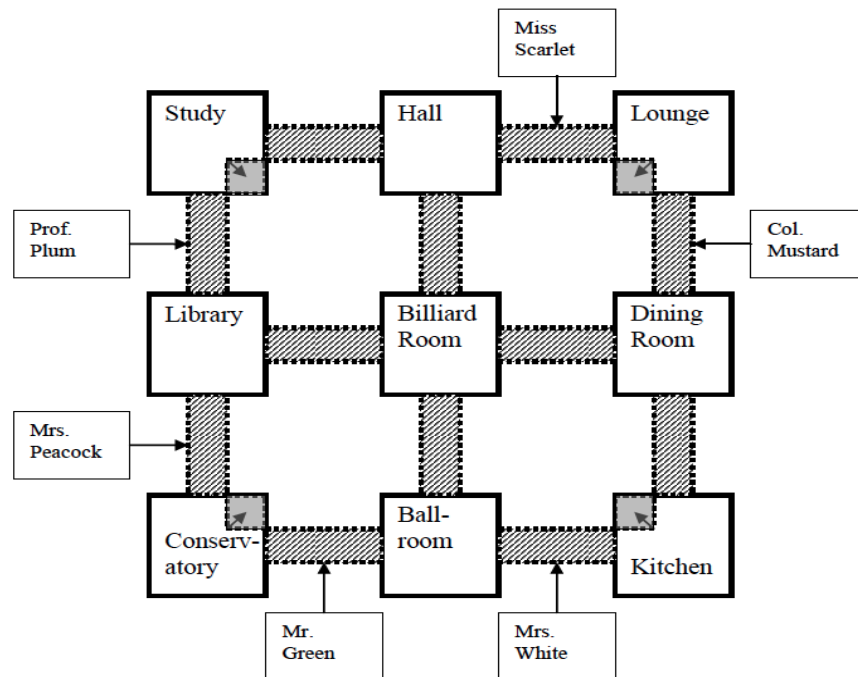 Miss
Scarlet
Study
Hall
Lounge
Prof.
Plum
Col.
Mustard
Library
Billiard
Room
Dining
Room
Mrs.
Peacock
Conserv-
atory
Ball-
room
Kitchen
Mr.
Green
Mrs.
White